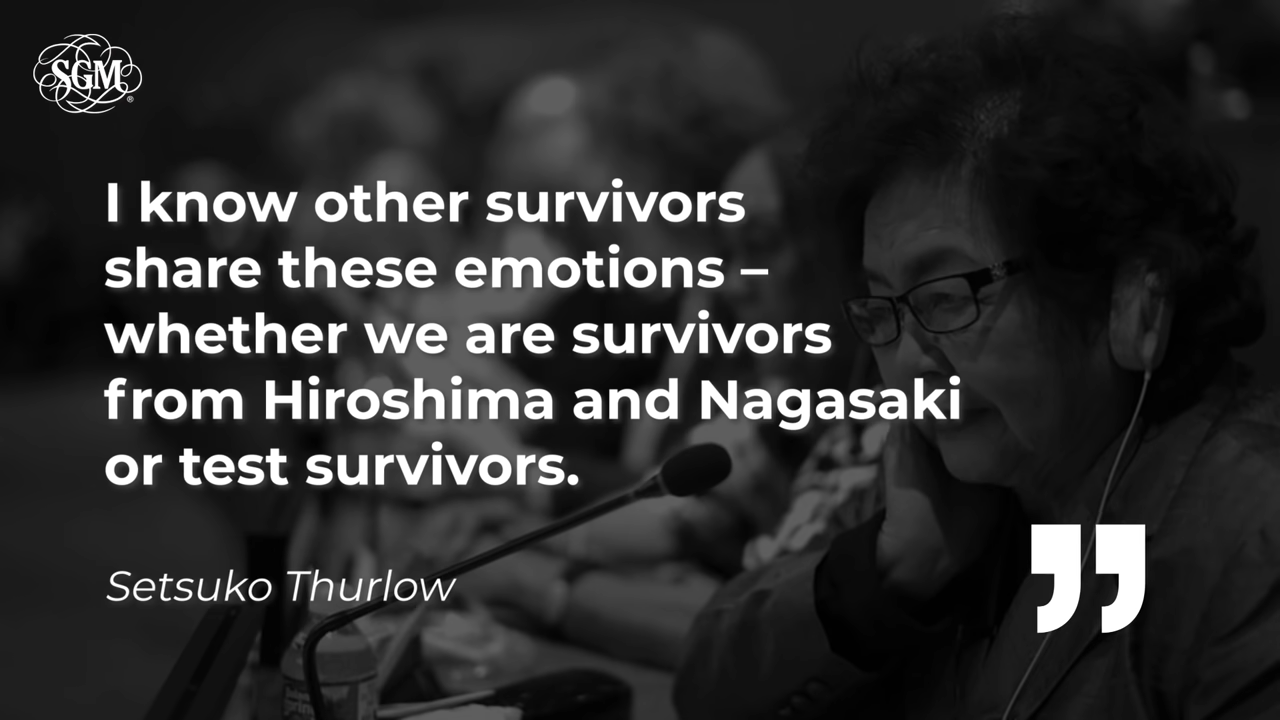 SGM
I know other survivors
share these emotions –
whether we are survivors
from Hiroshima and Nagasaki
or test survivors.
Setsuko Thurlow
”